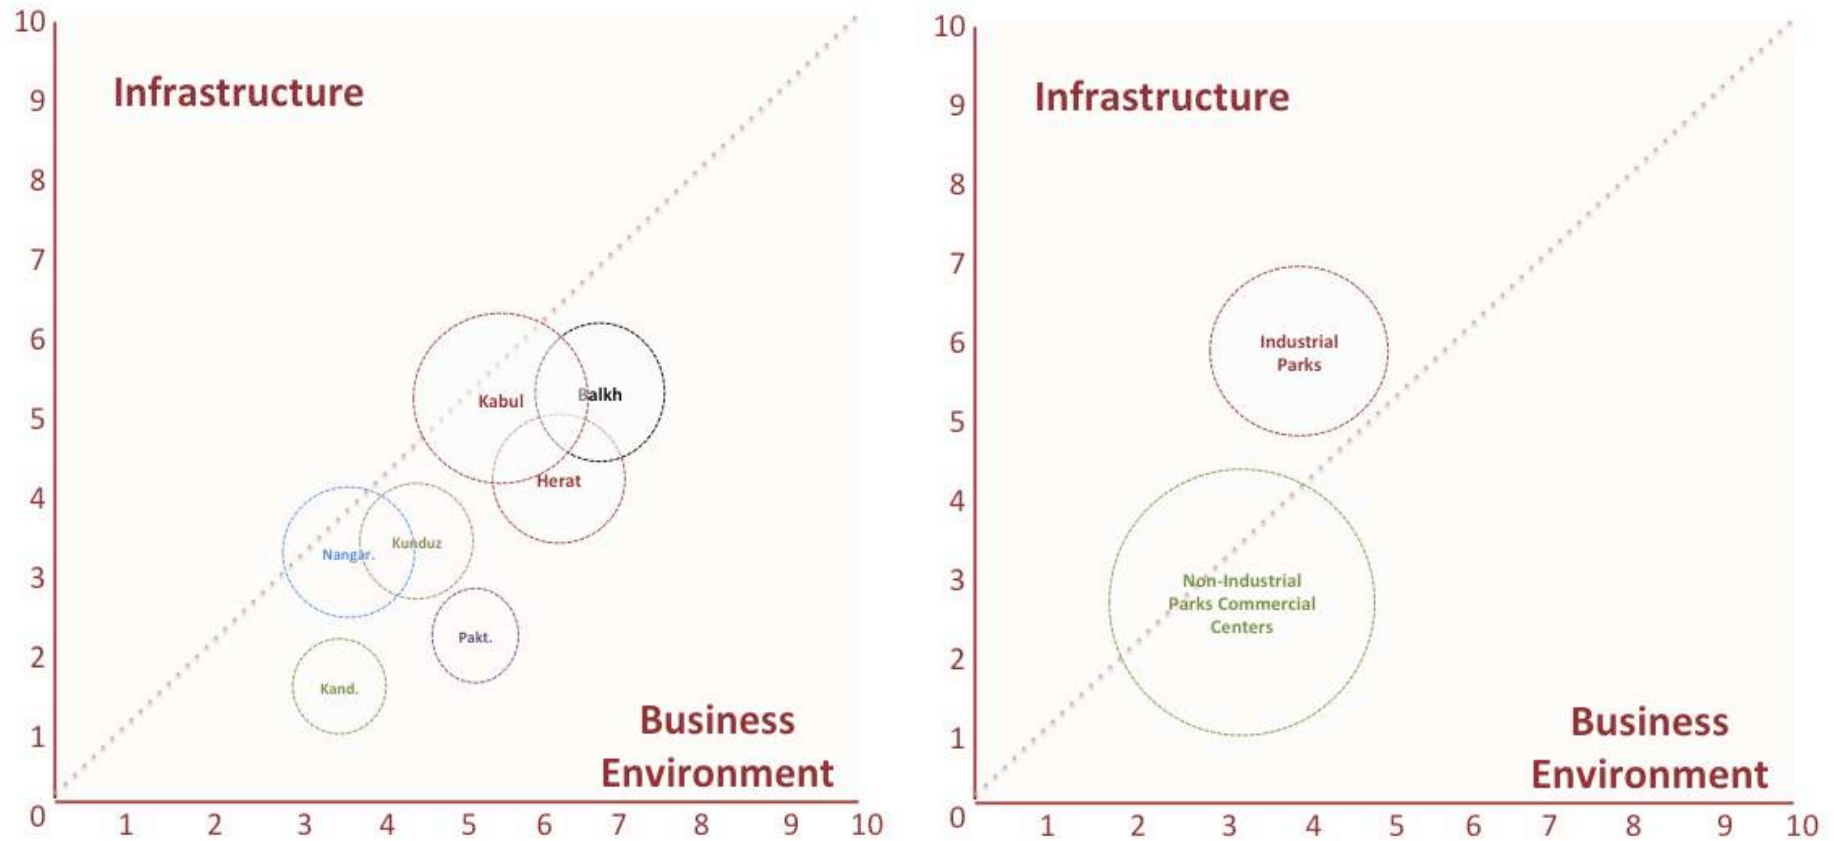 10
9
8
7
6
5
4
3
2
1
0
Infrastructure
Kabul
Balkh
Herat
Nangar.
Kunduz
Pakt.
Kand.
Business
Environment
1 2 3 4 5 6 7 8 9 10
10
9
8
7
6
5
4
3
2
1
0
Infrastructure
Industrial
Parks
Non-Industrial
Parks Commercial
Centers
Business
Environment
1 2 3 4 5 6 7 8 9 10